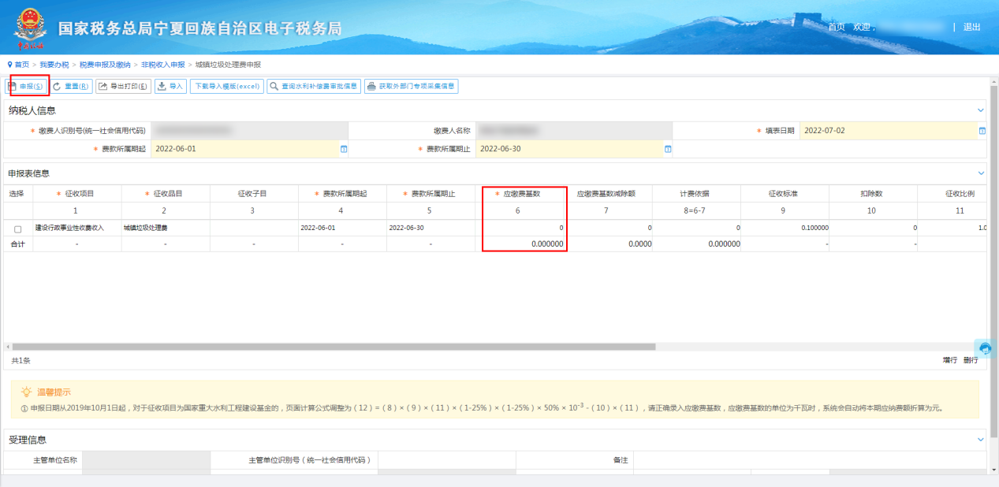 国家税务总局宁夏回族自治区电子税务局
首页 欢迎， | 退出
首页 > 我要办税 > 税费申报及缴纳 > 非税收入申报 > 城镇垃圾处理费申报
申报(S) 重置(R) 导出打印(E) 导入 下载导入模板(excel) 查询水利补偿费审批信息 获取外部门专项采集信息
纳税人信息
* 缴费人识别号(统一社会信用代码) 缴费人名称 * 填表日期 2022-07-02
* 费款所属期起 2022-06-01 * 费款所属期止 2022-06-30
申报表信息
选择 * 征收项目 * 征收品目 征收子目 * 费款所属期起 * 费款所属期止 * 应缴费基数 应缴费基数减除额 计费依据 征收标准 扣除数 征收比例
1 2 3 4 5 6 7 8=6-7 9 10 11
建设行政事业性收费收入 城镇垃圾处理费 2022-06-01 2022-06-30 0 0 0 0.100000 0 1.0
合计 - - - - - 0.000000 0.0000 0.000000 - -
共1条 增行 删行
温馨提示
① 申报日期从2019年10月1日起，对于征收项目为国家重大水利工程建设基金的，页面计算公式调整为（12）=（8）×（9）×（11）×（1-25%）×（1-25%）× 50% × 10⁻³ -（10）×（11），请正确录入应缴费基数，应缴费基数的单位为千瓦时，系统会自动将本期应纳费额折算为元。
受理信息
主管单位名称 主管单位识别号（统一社会信用代码） 备注